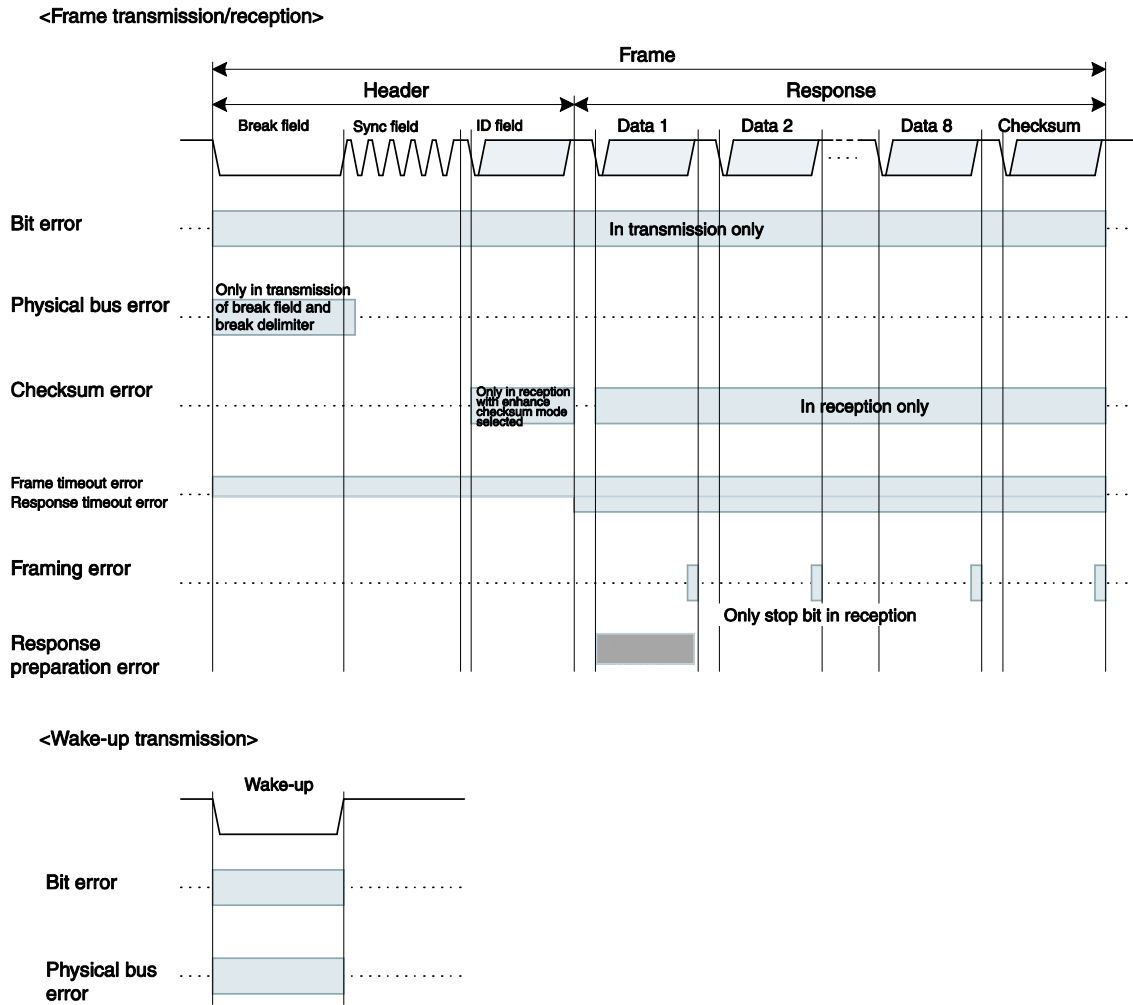 <Frame transmission/reception>
Frame
Header
Response
Break field
Sync field
ID field
Data 1
Data 2
Data 8
Checksum
Bit error
In transmission only
Physical bus error
Only in transmission
of break field and
break delimiter
Checksum error
Only in reception
with enhance
checksum mode
selected
In reception only
Frame timeout error
Response timeout error
Framing error
Only stop bit in reception
Response
preparation error
<Wake-up transmission>
Wake-up
Bit error
Physical bus
error